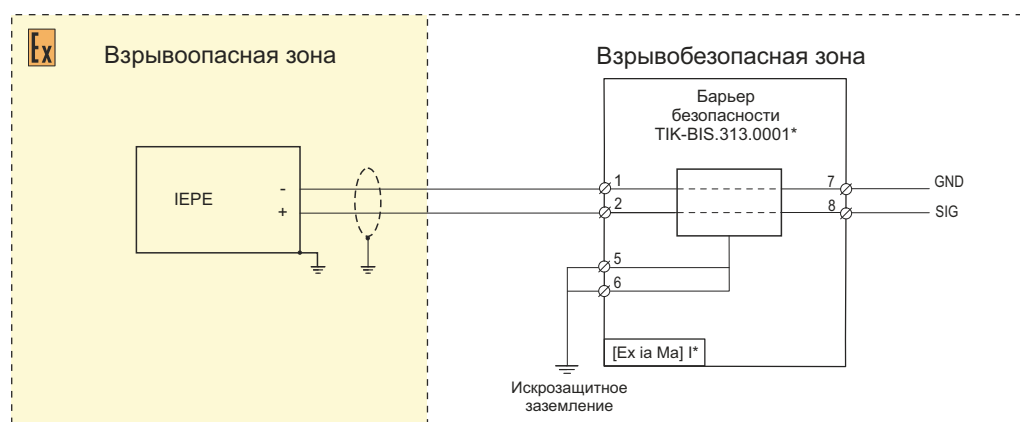 Ex
Взрывоопасная зона
Взрывобезопасная зона
Барьер
безопасности
TIK-BIS.313.0001*
IEPE
-
+
1
2
7
8
GND
SIG
5
6
[Ex ia Ma] I*
Искрозащитное
заземление